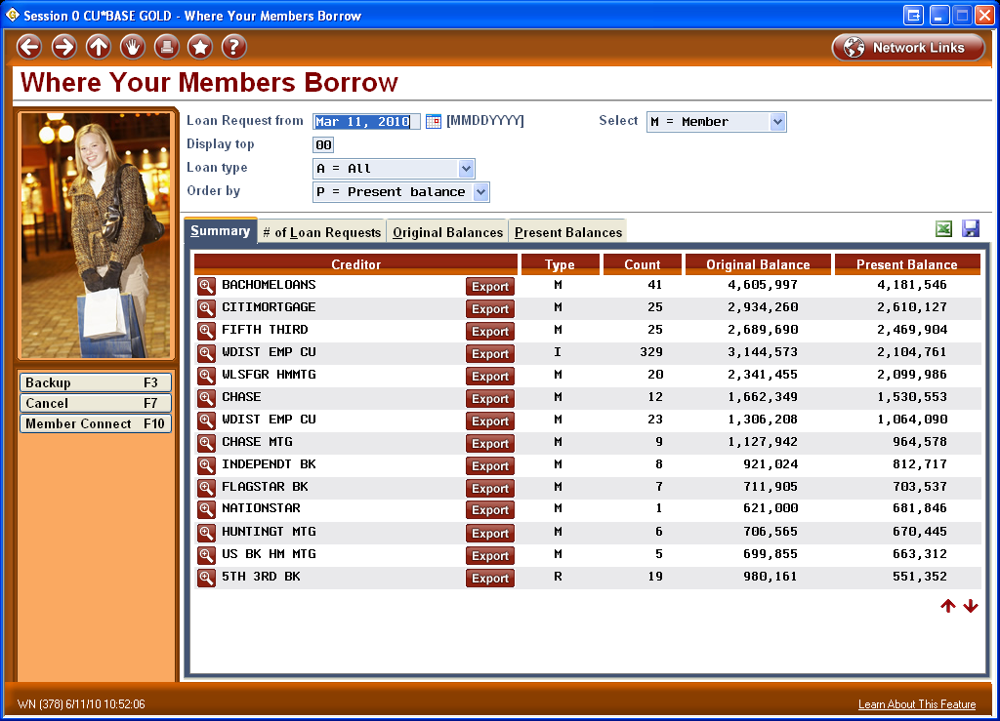 Session 0 CU*BASE GOLD - Where Your Members Borrow
? Network Links
Where Your Members Borrow
Loan Request from Mar 11, 2010 [MMDDYYYY] Select M = Member
Display top 00
Loan type A = All
Order by P = Present balance
Summary # of Loan Requests Original Balances Present Balances
Creditor Type Count Original Balance Present Balance
BACHOMELOANS Export M 41 4,605,997 4,181,546
CITIMORTGAGE Export M 25 2,934,260 2,610,127
FIFTH THIRD Export M 25 2,689,690 2,469,904
WDIST EMP CU Export I 329 3,144,573 2,104,761
WLSFGR HMMTG Export M 20 2,341,455 2,099,986
CHASE Export M 12 1,662,349 1,530,553
WDIST EMP CU Export M 23 1,306,208 1,064,090
CHASE MTG Export M 9 1,127,942 964,578
INDEPENDT BK Export M 8 921,024 812,717
FLAGSTAR BK Export M 7 711,905 703,537
NATIONSTAR Export M 1 621,000 681,846
HUNTINGT MTG Export M 6 706,565 670,445
US BK HM MTG Export M 5 699,855 663,312
5TH 3RD BK Export R 19 980,161 551,352
Backup F3
Cancel F7
Member Connect F10
WN (378) 6/11/10 10:52:06 Learn About This Feature